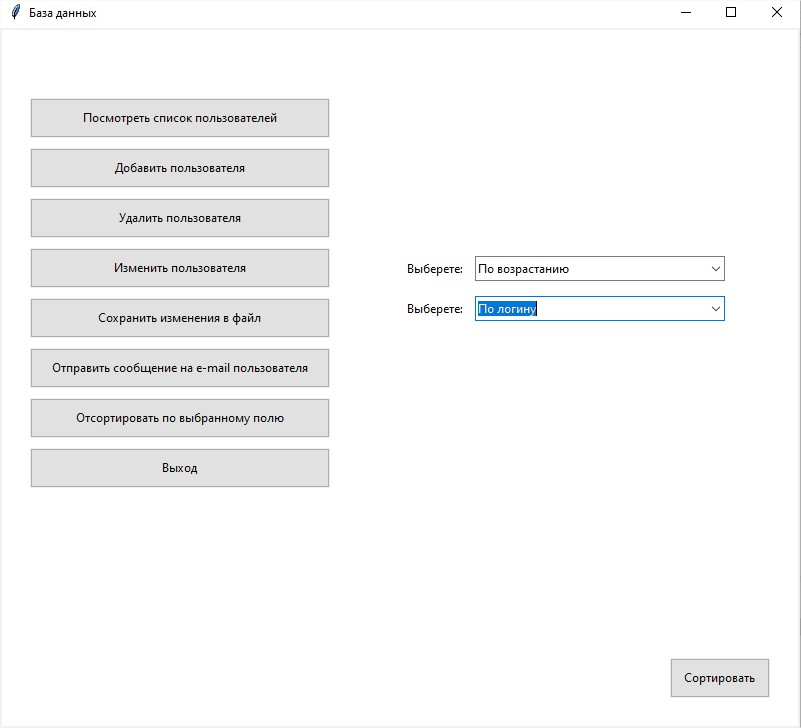 База данных
Посмотреть список пользователей
Добавить пользователя
Удалить пользователя
Изменить пользователя
Сохранить изменения в файл
Отправить сообщение на e-mail пользователя
Отсортировать по выбранному полю
Выход
Выберете: По возрастанию
Выберете: По логину
Сортировать